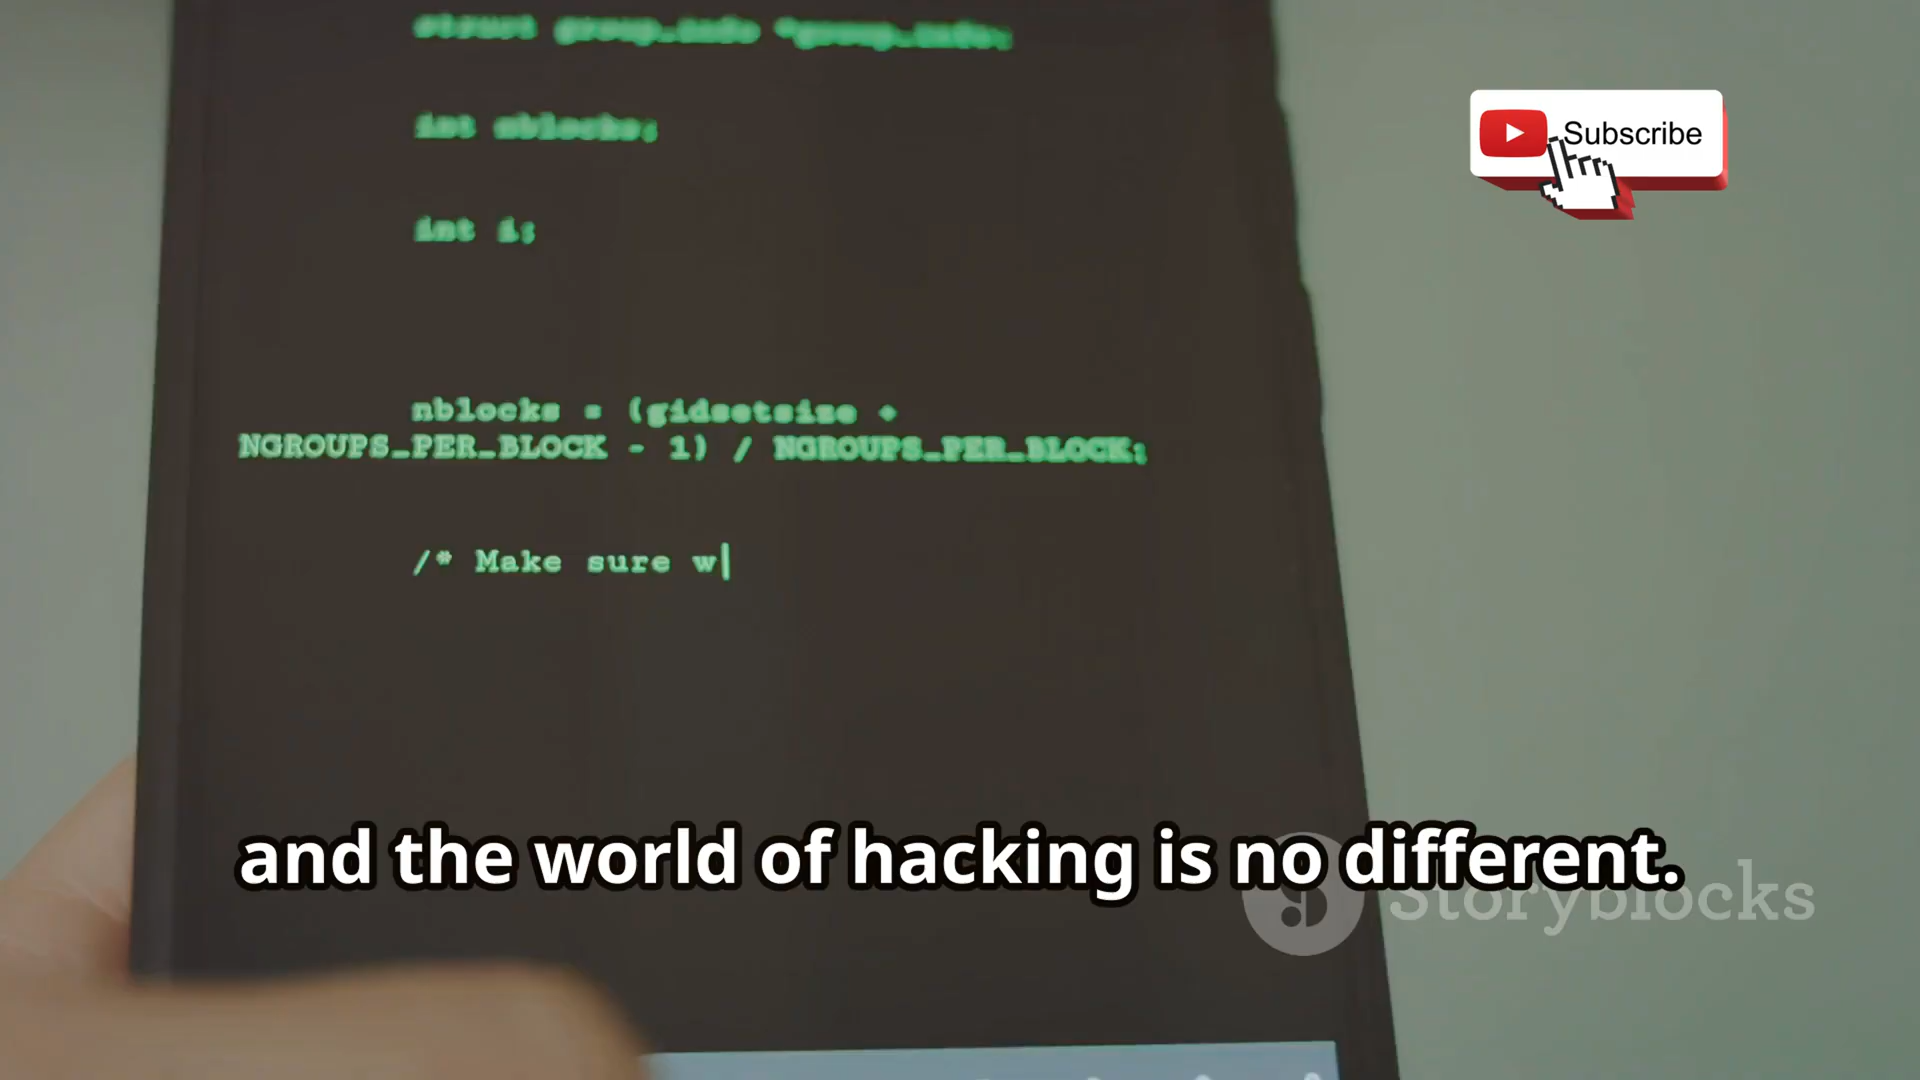 struct group_info *group_info;
Subscribe
int nblocks;
int i;
nblocks = (gidsetsize +
NGROUPS_PER_BLOCK - 1) / NGROUPS_PER_BLOCK;
/* Make sure w
and the world of hacking is no different.
Storyblocks